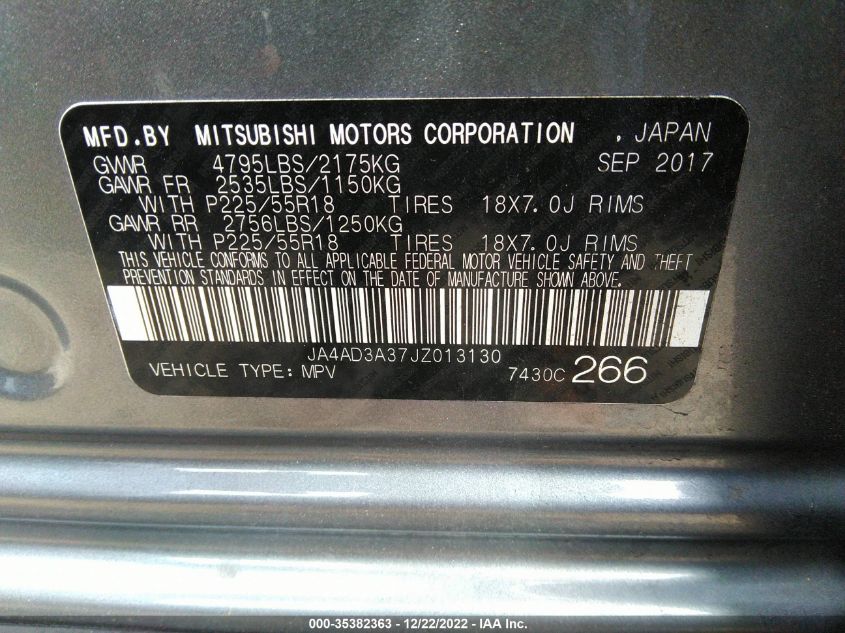 MFD.BY MITSUBISHI MOTORS CORPORATION , JAPAN
GVWR 4795LBS/2175KG SEP 2017
GAWR FR 2535LBS/1150KG
WITH P225/55R18 TIRES 18X7.0J RIMS
GAWR RR 2756LBS/1250KG
WITH P225/55R18 TIRES 18X7.0J RIMS
THIS VEHICLE CONFORMS TO ALL APPLICABLE FEDERAL MOTOR VEHICLE SAFETY AND THEFT
PREVENTION STANDARDS IN EFFECT ON THE DATE OF MANUFACTURE SHOWN ABOVE.
JA4AD3A37JZ013130
VEHICLE TYPE: MPV 7430C 266
000-35382363 - 12/22/2022 - IAA Inc.